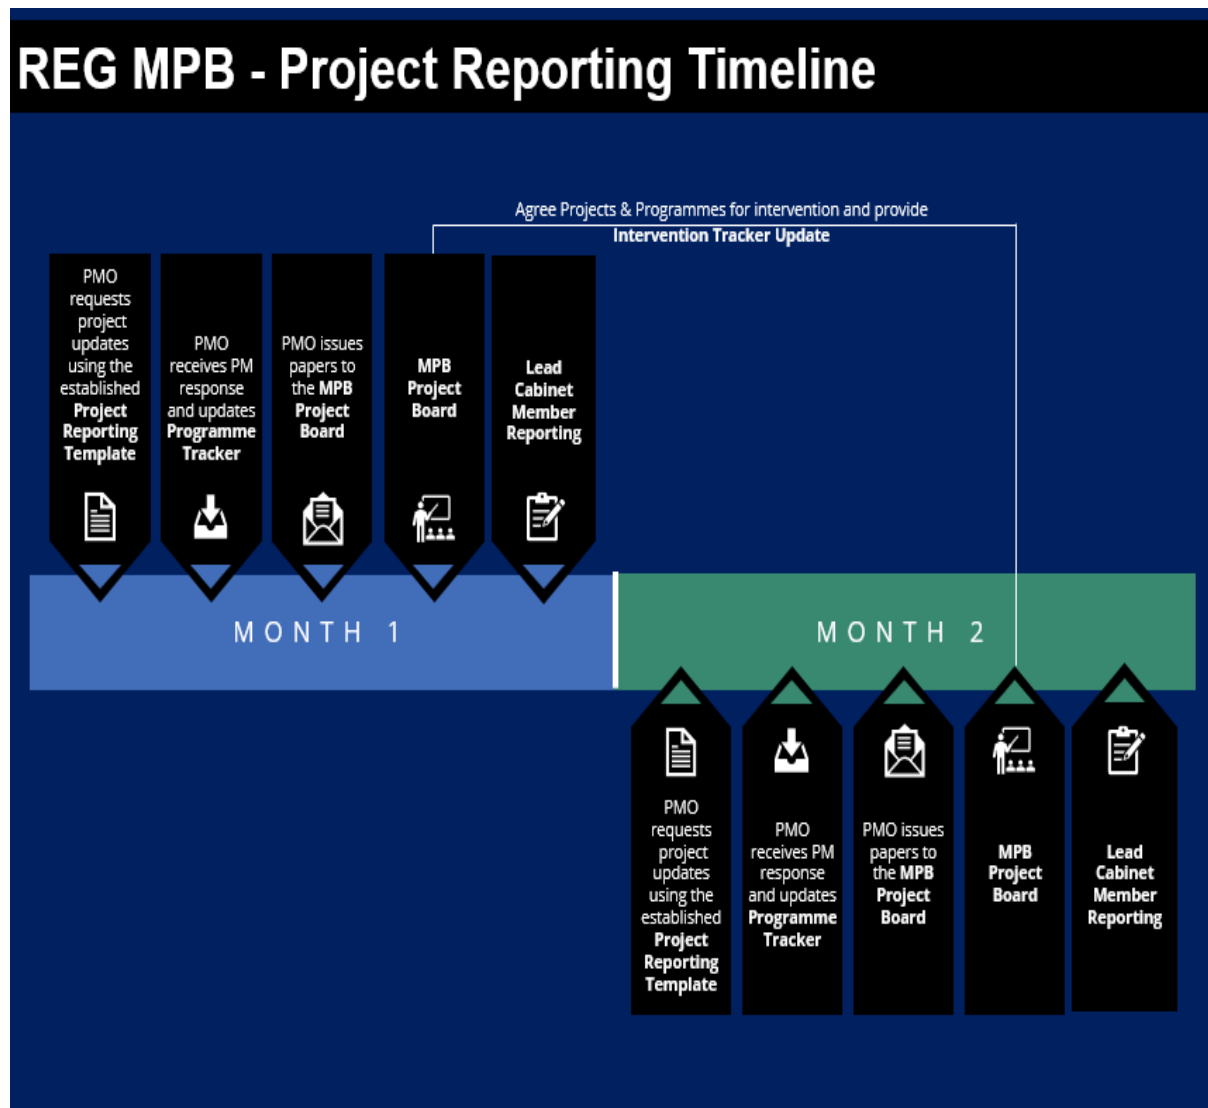 REG MPB - Project Reporting Timeline
Agree Projects & Programmes for intervention and provide
Intervention Tracker Update
PMO
requests
project
updates
using the
established
Project
Reporting
Template
PMO
receives PM
response
and updates
Programme
Tracker
PMO issues
papers to
the MPB
Project
Board
MPB
Project
Board
Lead
Cabinet
Member
Reporting
MONTH 1
MONTH 2
PMO
requests
project
updates
using the
established
Project
Reporting
Template
PMO
receives PM
response
and updates
Programme
Tracker
PMO issues
papers to
the MPB
Project
Board
MPB
Project
Board
Lead
Cabinet
Member
Reporting